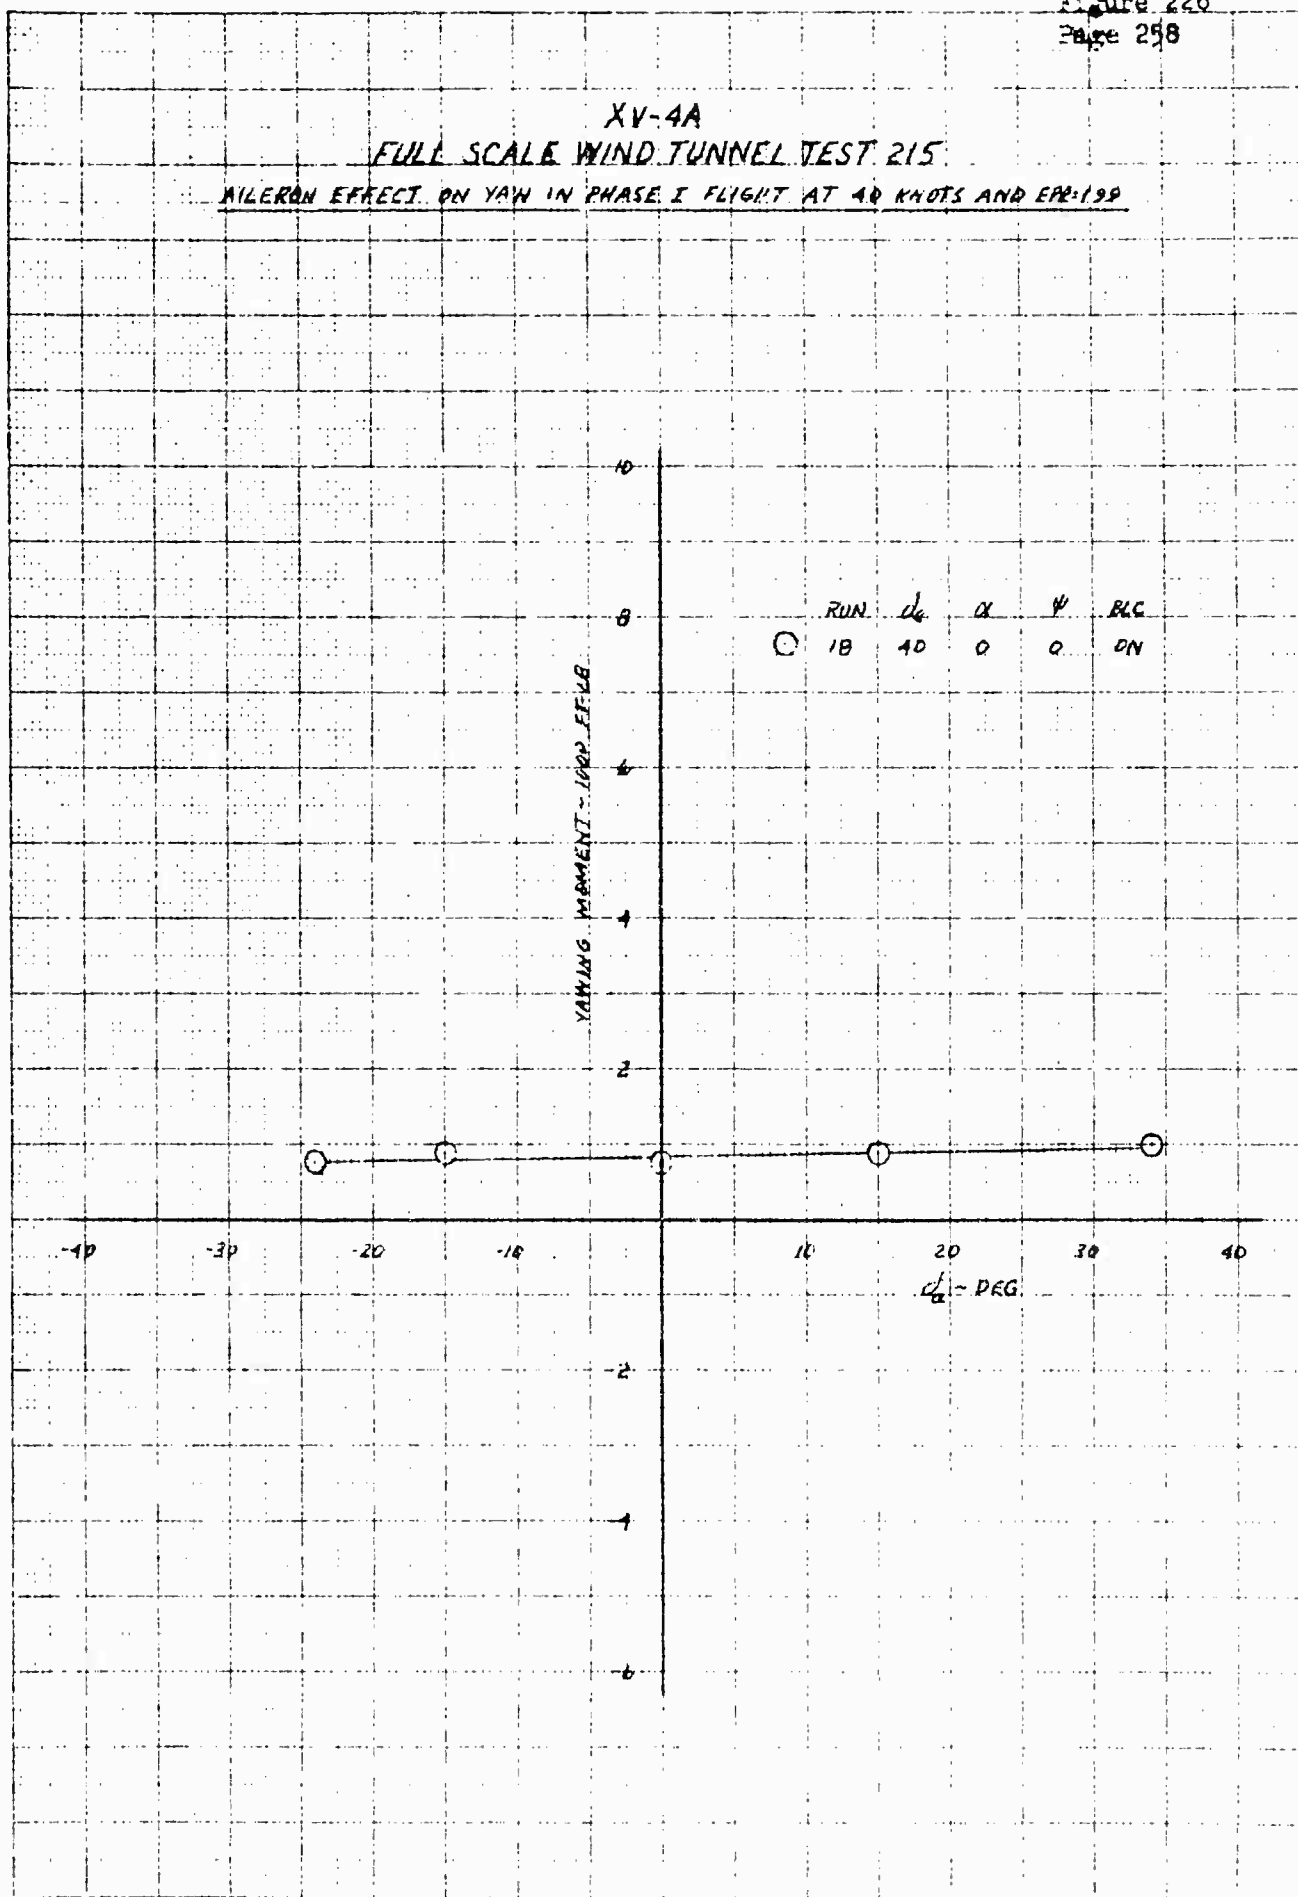 Figure 226
Page 258
XV-4A
FULL SCALE WIND TUNNEL TEST 215
AILERON EFFECT ON YAW IN PHASE I FLIGHT AT 40 KNOTS AND EPR=1.99
10
8
6
4
2
-2
-4
-6
YAWING MOMENT ~ 1000 FT-LB
RUN α ψ BLC
18 40 0 0 ON
-40 -30 -20 -10 10 20 30 40
δa ~ DEG